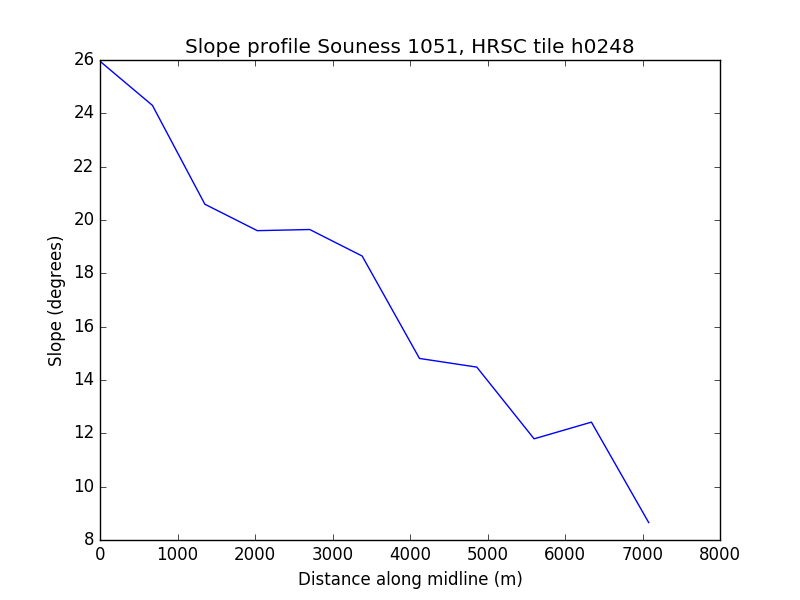 Slope profile Souness 1051, HRSC tile h0248
26
24
22
20
18
16
14
12
10
8
Slope (degrees)
0 1000 2000 3000 4000 5000 6000 7000 8000
Distance along midline (m)